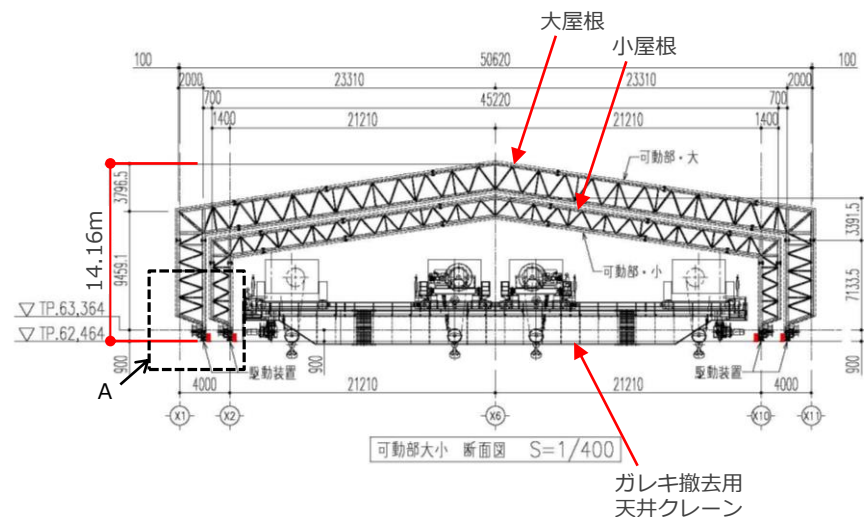 大屋根
小屋根
100
50620
100
2000
23310
23310
2000
700
45220
700
1400
21210
21210
1400
可動部・大
3796.5
3391.5
14.16m
9459.1
可動部・小
7133.5
▽ TP.63,364
▽ TP.62,464
900
駆動装置
900
駆動装置
900
A
4000
21210
21210
4000
X1
X2
X6
X10
X11
可動部大小 断面図 S=1/400
ガレキ撤去用
天井クレーン